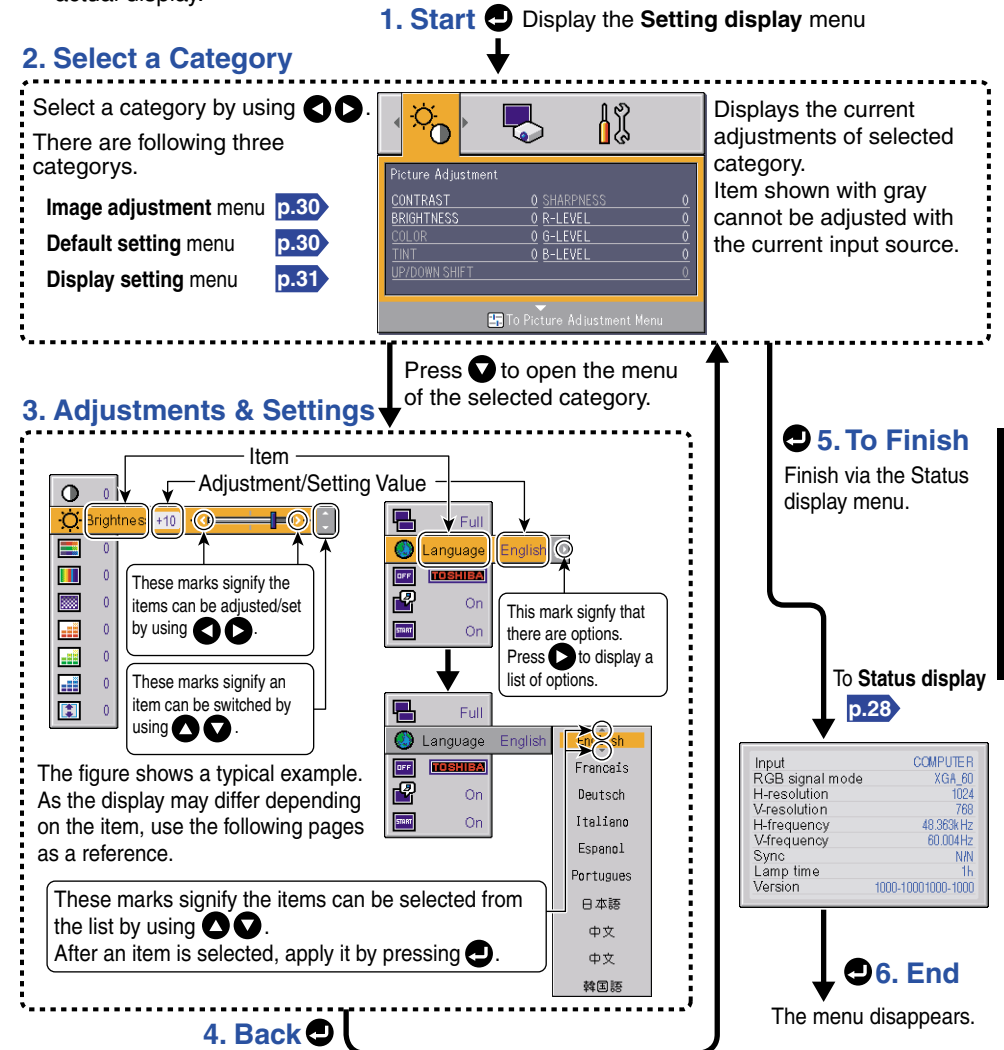 actual display.
1. Start Display the Setting display menu
2. Select a Category
Select a category by using .
There are following three
categorys.
Image adjustment menu p.30
Default setting menu p.30
Display setting menu p.31
Picture Adjustment
CONTRAST 0 SHARPNESS 0
BRIGHTNESS 0 R-LEVEL 0
COLOR 0 G-LEVEL 0
TINT 0 B-LEVEL 0
UP/DOWN SHIFT 0
To Picture Adjustment Menu
Displays the current
adjustments of selected
category.
Item shown with gray
cannot be adjusted with
the current input source.
Press to open the menu
of the selected category.
3. Adjustments & Settings
Item
Adjustment/Setting Value
0
Brightnes +10
0
0
0
0
0
0
0
These marks signify the
items can be adjusted/set
by using .
These marks signify an
item can be switched by
using .
The figure shows a typical example.
As the display may differ depending
on the item, use the following pages
as a reference.
Full
Language English
OFF TOSHIBA
On
START On
This mark signfy that
there are options.
Press to display a
list of options.
Full
Language English
OFF TOSHIBA
On
START On
English
Francais
Deutsch
Italiano
Espanol
Portugues
日本語
中文
中文
韓国語
These marks signify the items can be selected from
the list by using .
After an item is selected, apply it by pressing .
4. Back
5. To Finish
Finish via the Status
display menu.
To Status display
p.28
Input COMPUTER
RGB signal mode XGA_60
H-resolution 1024
V-resolution 768
H-frequency 48.363kHz
V-frequency 60.004Hz
Sync N/N
Lamp time 1h
Version 1000-10001000-1000
6. End
The menu disappears.